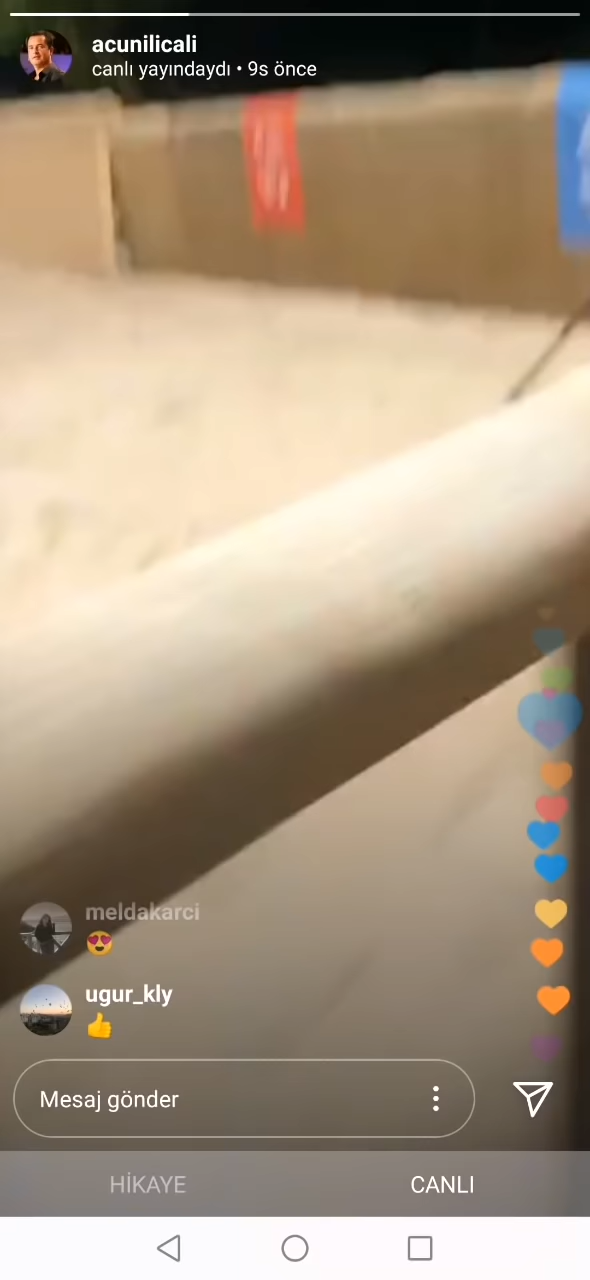 acunilicali
canlı yayındaydı • 9s önce
meldakarci
😍
ugur_kly
👍
Mesaj gönder
HİKAYE
CANLI